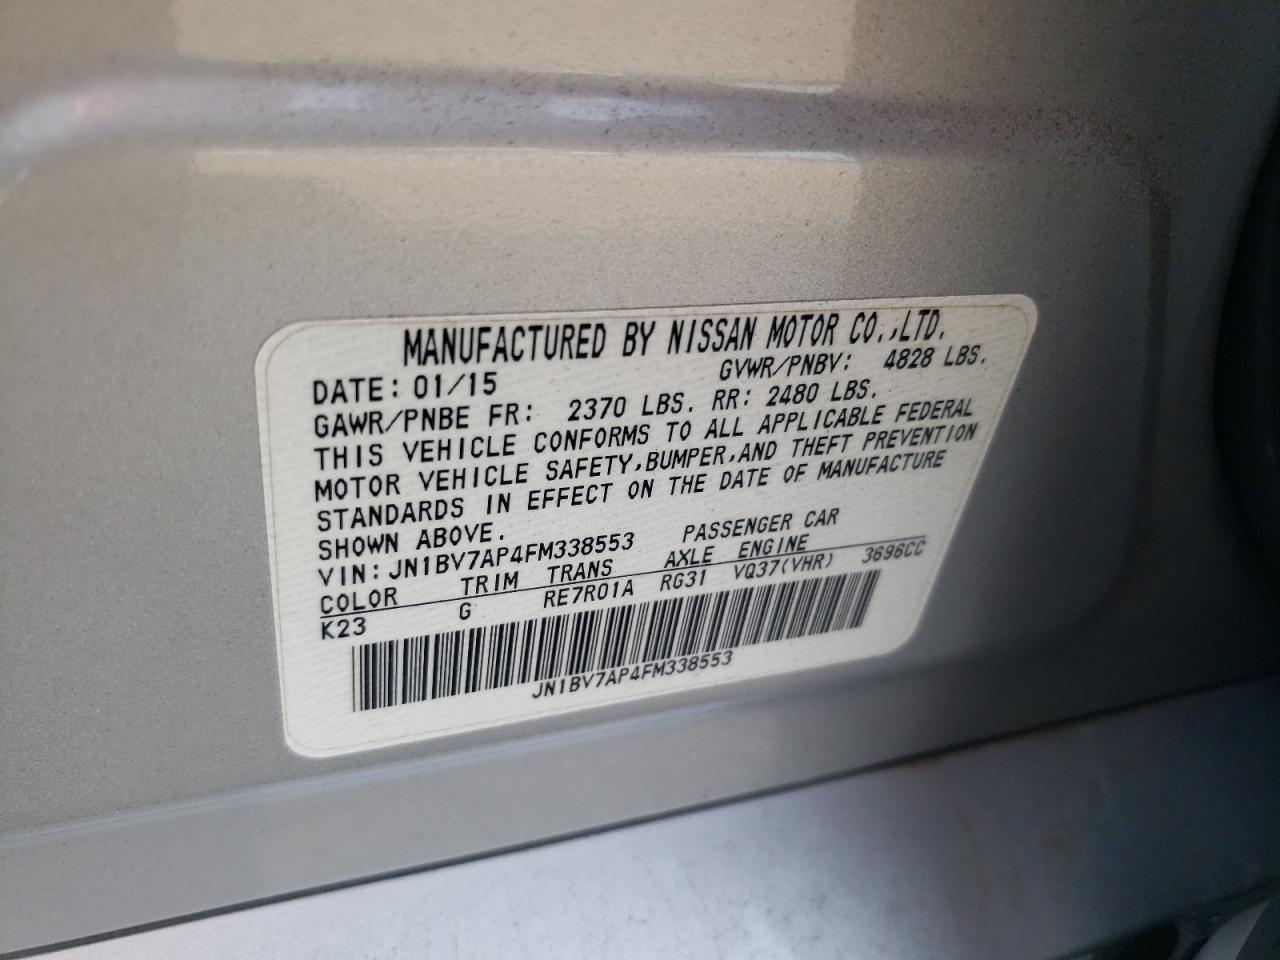 MANUFACTURED BY NISSAN MOTOR CO.,LTD.
DATE: 01/15 GVWR/PNBV: 4828 LBS.
GAWR/PNBE FR: 2370 LBS. RR: 2480 LBS.
THIS VEHICLE CONFORMS TO ALL APPLICABLE FEDERAL
MOTOR VEHICLE SAFETY,BUMPER,AND THEFT PREVENTION
STANDARDS IN EFFECT ON THE DATE OF MANUFACTURE
SHOWN ABOVE.
VIN: JN1BV7AP4FM338553 PASSENGER CAR
COLOR TRIM TRANS AXLE ENGINE
K23 G RE7R01A RG31 VQ37(VHR) 3696CC
JN1BV7AP4FM338553